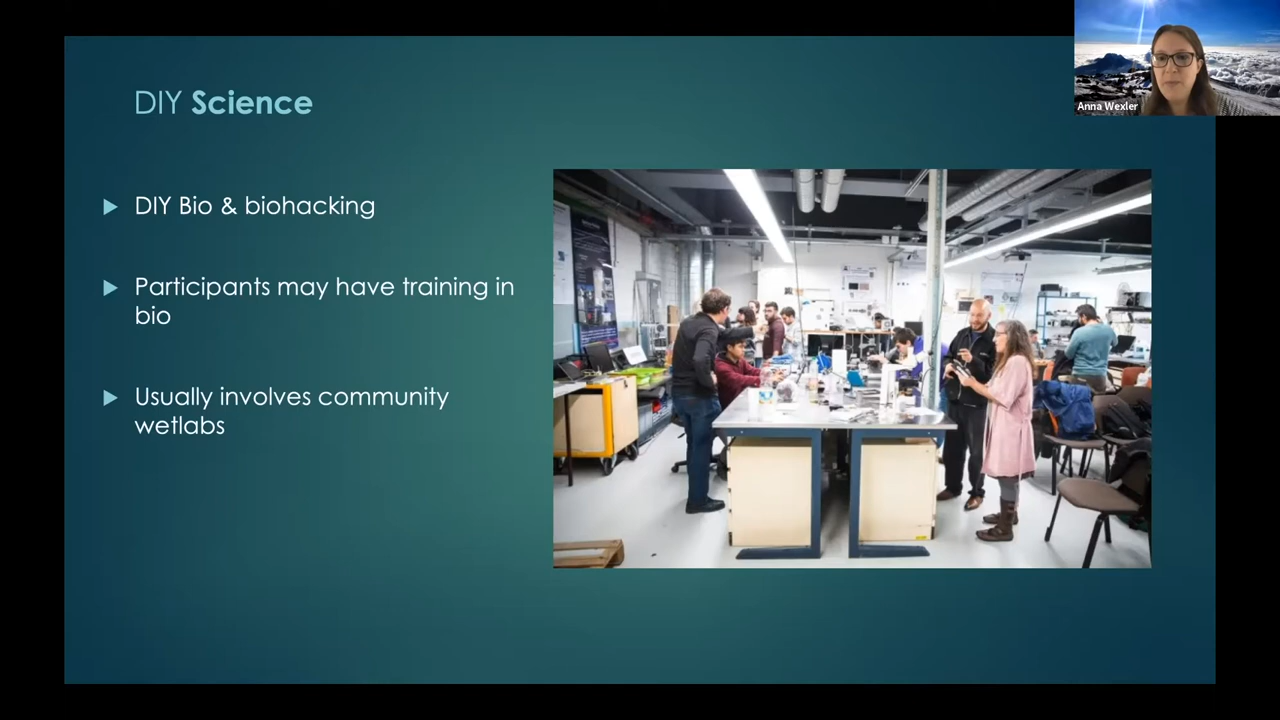 DIY Science
DIY Bio & biohacking
Participants may have training in
bio
Usually involves community
wetlabs
Anna Wexler